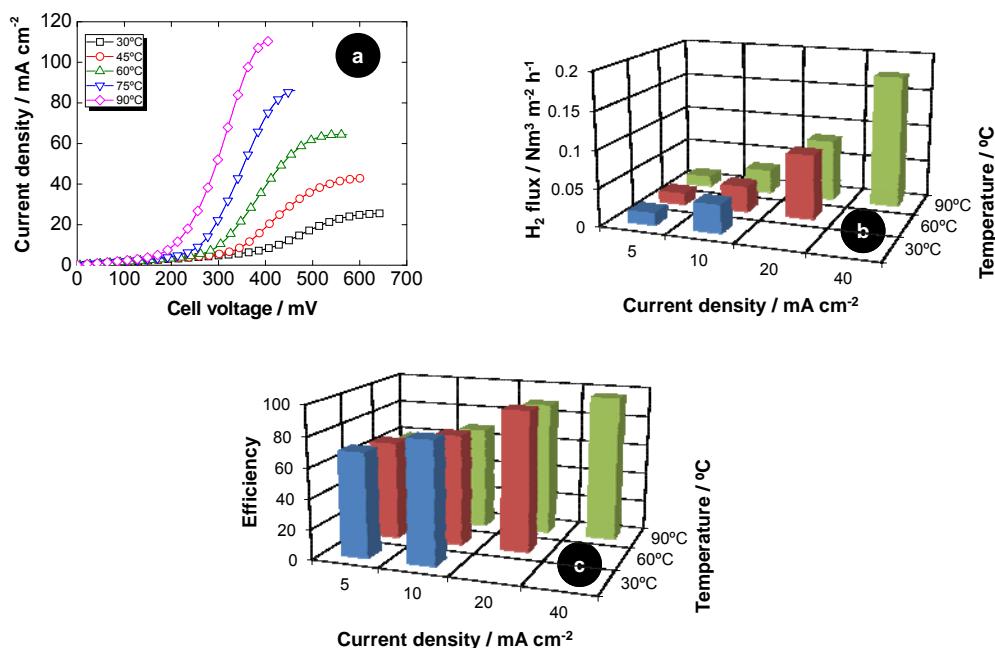 120
100
80
60
40
20
0
Current density / mA cm-2
30ºC
45ºC
60ºC
75ºC
90ºC
a
0 100 200 300 400 500 600 700
Cell voltage / mV
0.2
0.15
0.1
0.05
0
H2 flux / Nm3 m-2 h-1
5 10 20 40
Current density / mA cm-2
90ºC
60ºC
30ºC
Temperature / ºC
b
100
80
60
40
20
0
Efficiency
5 10 20 40
Current density / mA cm-2
90ºC
60ºC
30ºC
Temperature / ºC
c